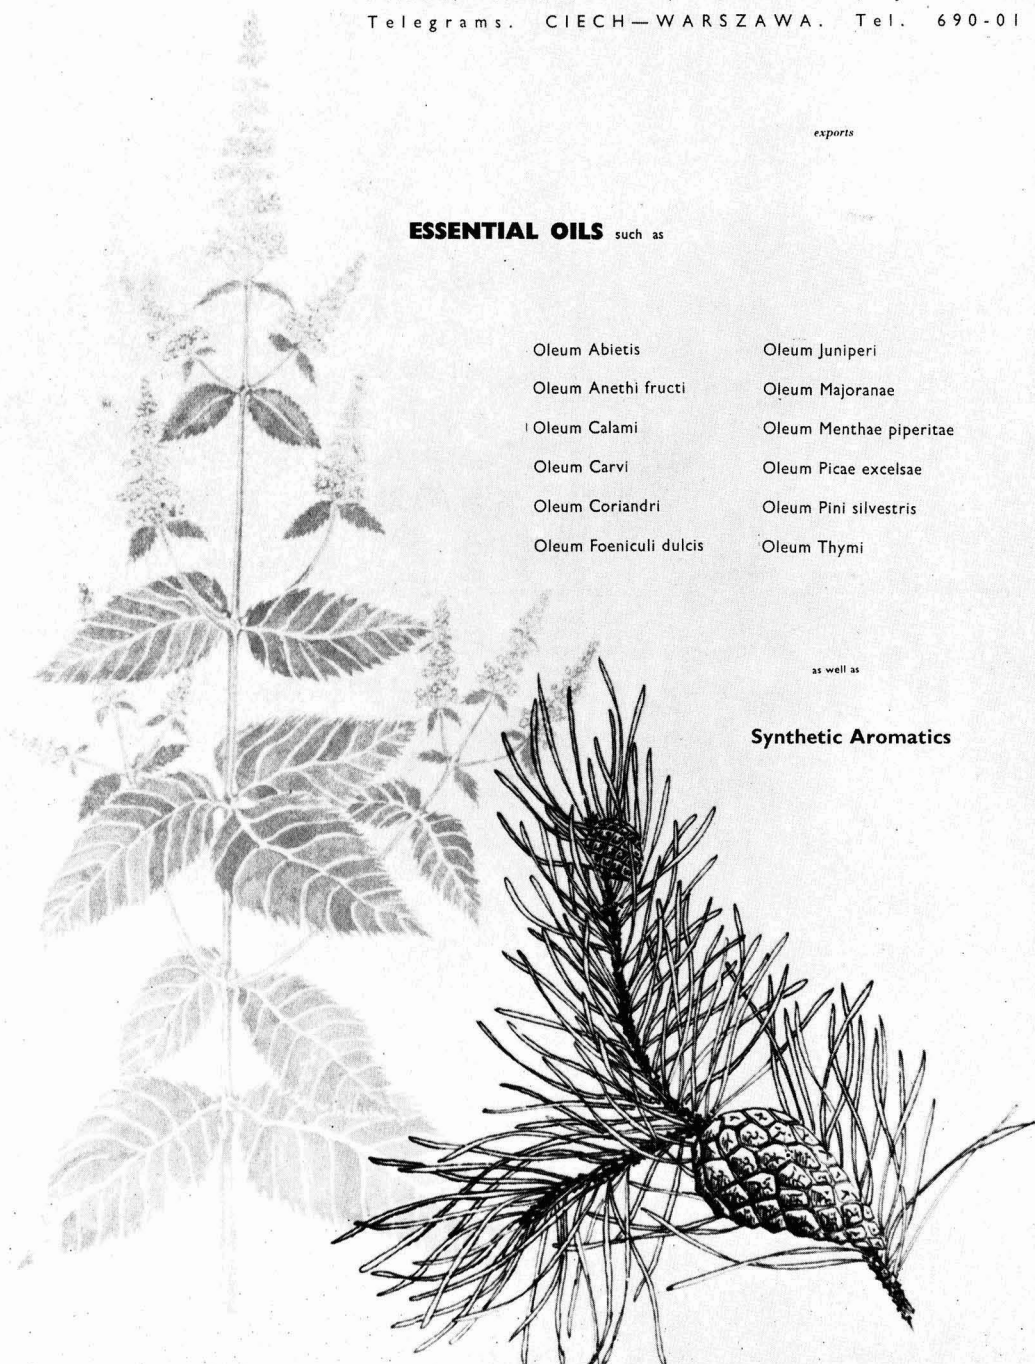 Telegrams. CIECH—WARSZAWA. Tel. 690-01
exports
ESSENTIAL OILS such as
Oleum Abietis
Oleum Anethi fructi
Oleum Calami
Oleum Carvi
Oleum Coriandri
Oleum Foeniculi dulcis
Oleum Juniperi
Oleum Majoranae
Oleum Menthae piperitae
Oleum Picae excelsae
Oleum Pini silvestris
Oleum Thymi
as well as
Synthetic Aromatics